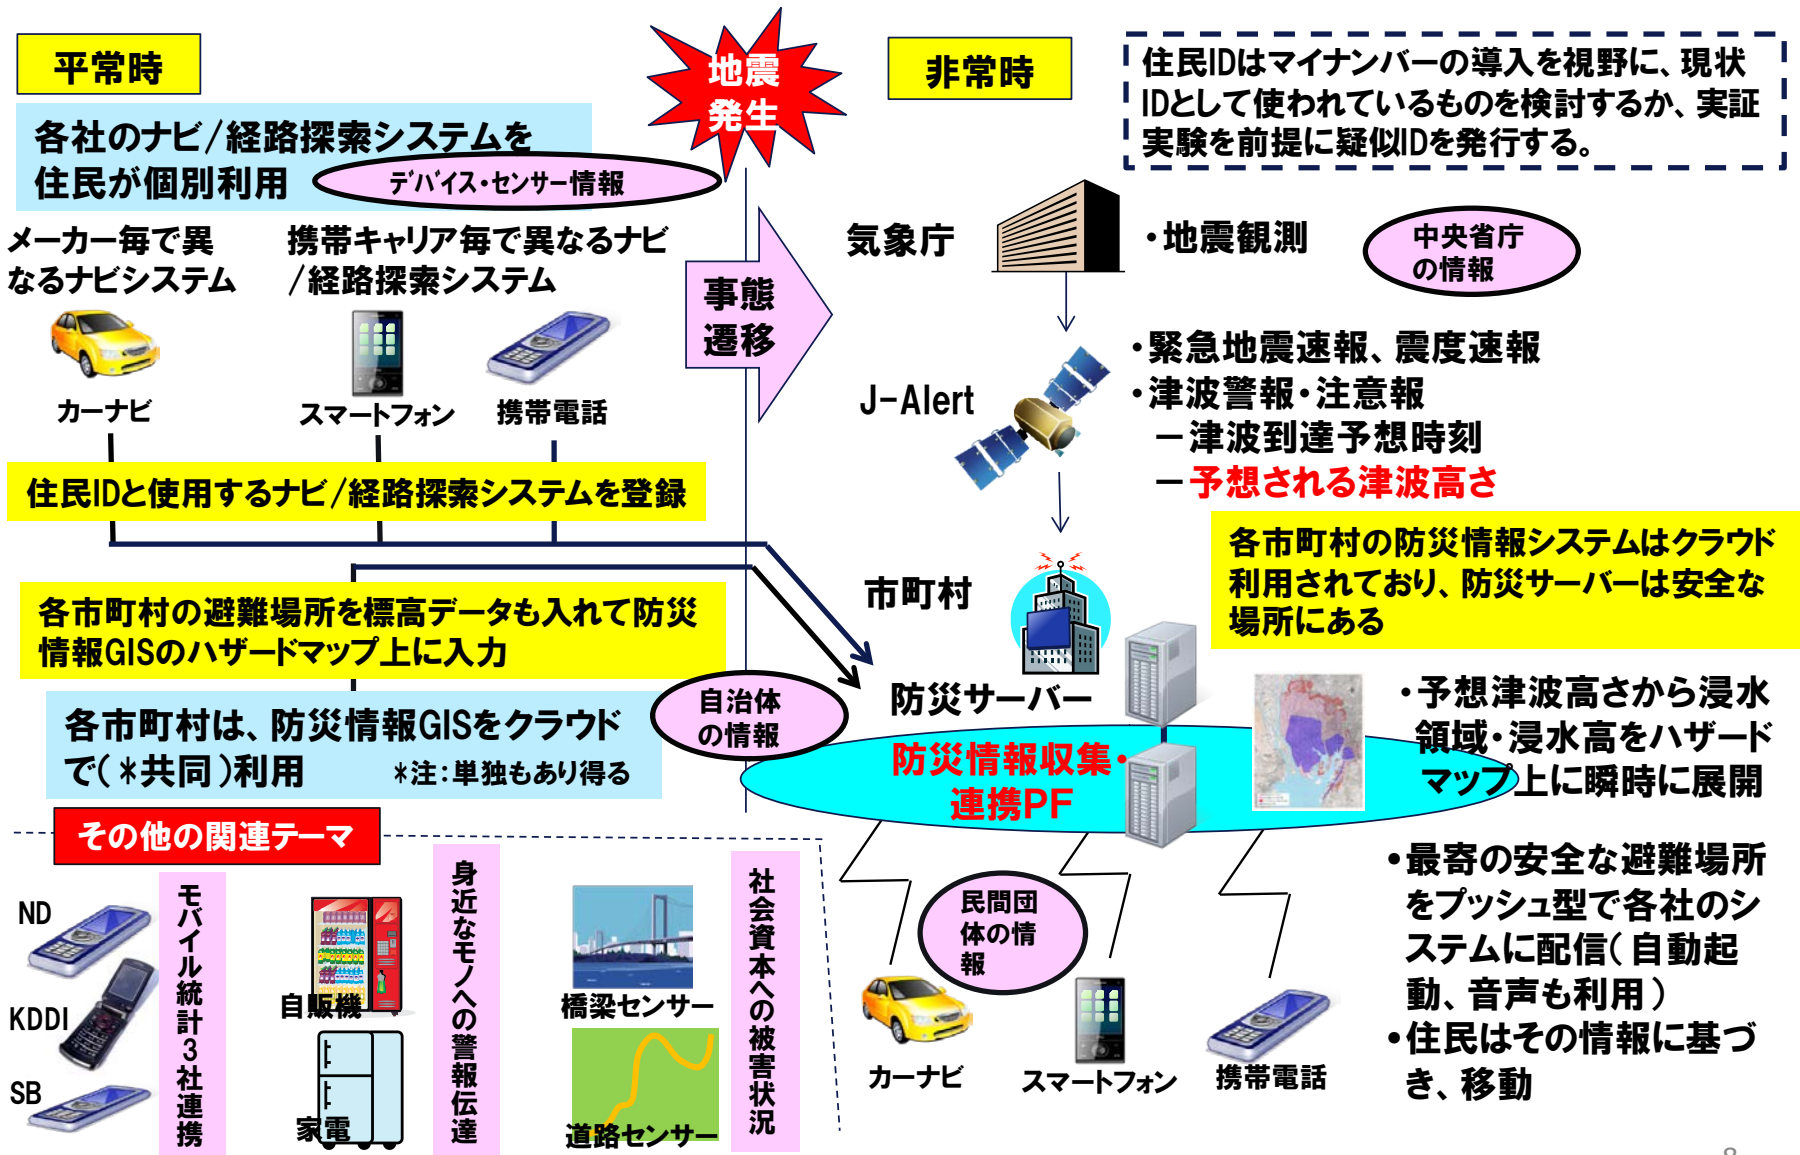 平常時
地震
発生
非常時
住民IDはマイナンバーの導入を視野に、現状
IDとして使われているものを検討するか、実証
実験を前提に疑似IDを発行する。
各社のナビ/経路探索システムを
住民が個別利用
デバイス・センサー情報
メーカー毎で異
なるナビシステム
携帯キャリア毎で異なるナビ
/経路探索システム
カーナビ
スマートフォン
携帯電話
事態
遷移
気象庁
・地震観測
中央省庁
の情報
J-Alert
・緊急地震速報、震度速報
・津波警報・注意報
－津波到達予想時刻
－予想される津波高さ
住民IDと使用するナビ/経路探索システムを登録
各市町村の避難場所を標高データも入れて防災
情報GISのハザードマップ上に入力
各市町村は、防災情報GISをクラウド
で(*共同)利用
*注：単独もあり得る
自治体
の情報
市町村
各市町村の防災情報システムはクラウド
利用されており、防災サーバーは安全な
場所にある
防災サーバー
防災情報収集・
連携PF
・予想津波高さから浸水
領域・浸水高をハザード
マップ上に瞬時に展開
その他の関連テーマ
ND
KDDI
SB
モバイル統計3社連携
自販機
家電
身近なモノへの警報伝達
橋梁センサー
道路センサー
社会資本への被害状況
民間団
体の情
報
カーナビ
スマートフォン
携帯電話
・最寄の安全な避難場所
をプッシュ型で各社のシ
ステムに配信(自動起
動、音声も利用)
・住民はその情報に基づ
き、移動